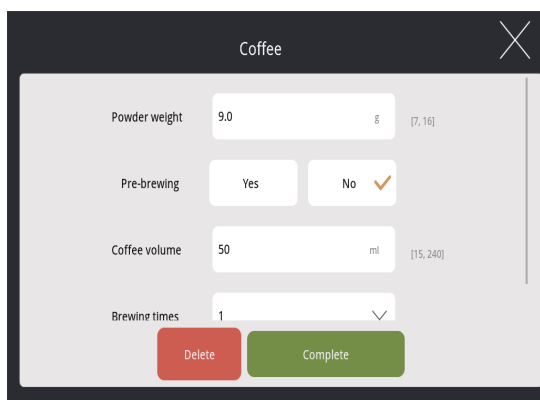 Coffee
Powder weight 9.0 g [7, 16]
Pre-brewing Yes No
Coffee volume 50 ml [15, 240]
Brewing times 1
Delete Complete